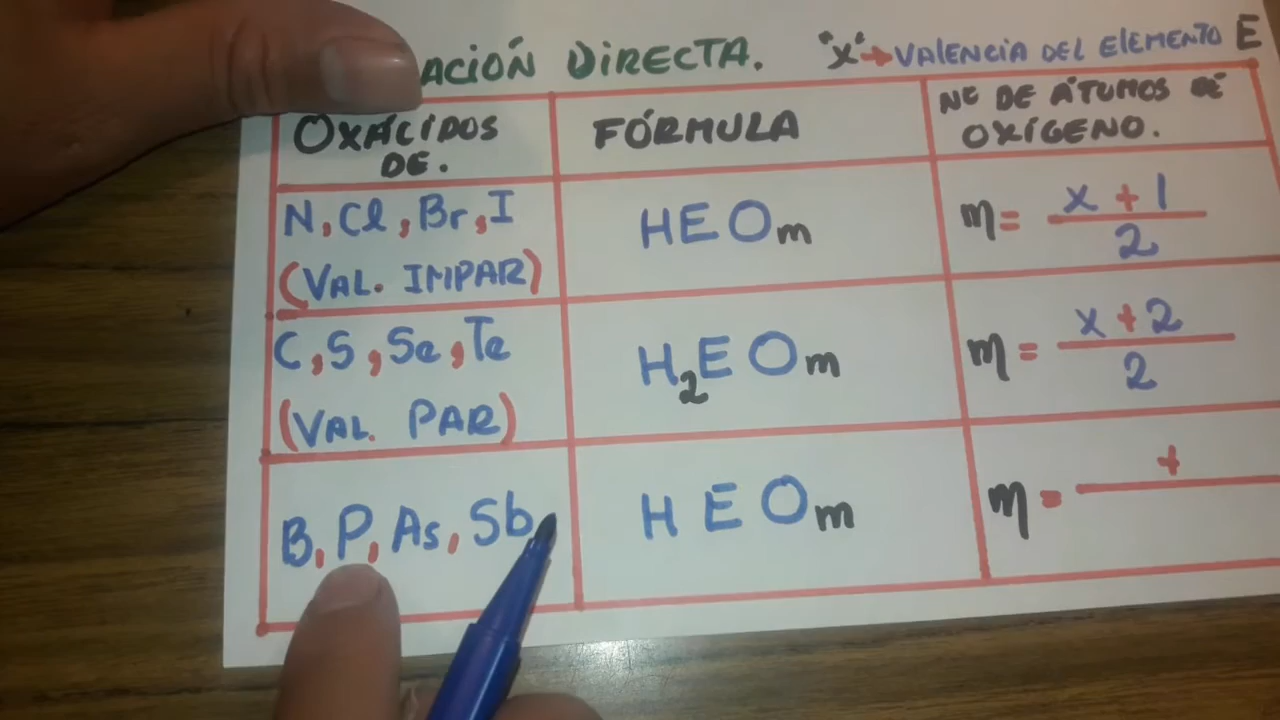 ACIÓN DIRECTA. "x" → VALENCIA DEL ELEMENTO E
OXÁCIDOS DE.
FÓRMULA
Nº DE ÁTUMOS DE
OXÍGENO.
N, Cl, Br, I
(VAL. IMPAR)
HEOm
m = x + 1
2
C, S, Se, Te
(VAL. PAR)
H2EOm
m = x + 2
2
B, P, As, Sb
HEOm
m = +